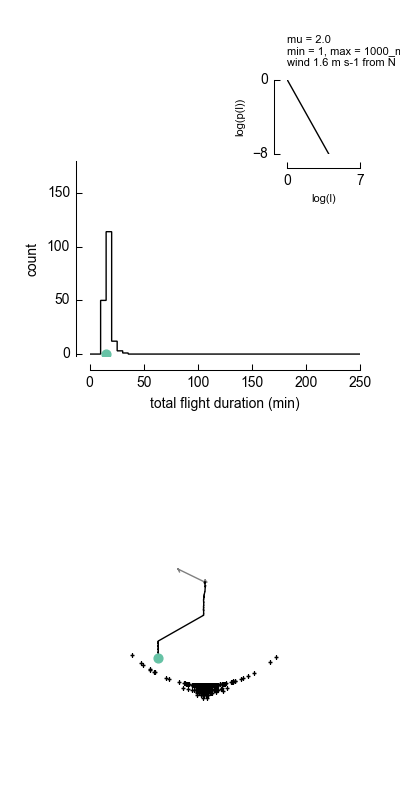 mu = 2.0
min = 1, max = 1000_m
wind 1.6 m s-1 from N
0
log(p(l))
−8
0 7
log(l)
150
100
count
50
0
0 50 100 150 200 250
total flight duration (min)